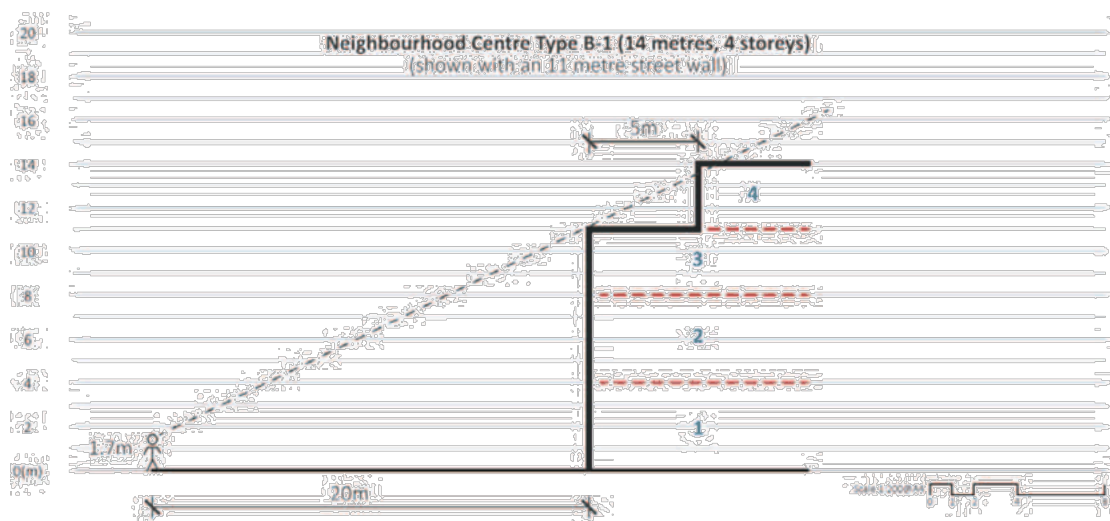 20
Neighbourhood Centre Type B-1 (14 metres, 4 storeys)
(shown with an 11 metre street wall)
18
16
5m
14
4
12
10
3
8
6
2
4
2
1
1.7m
0(m)
20m